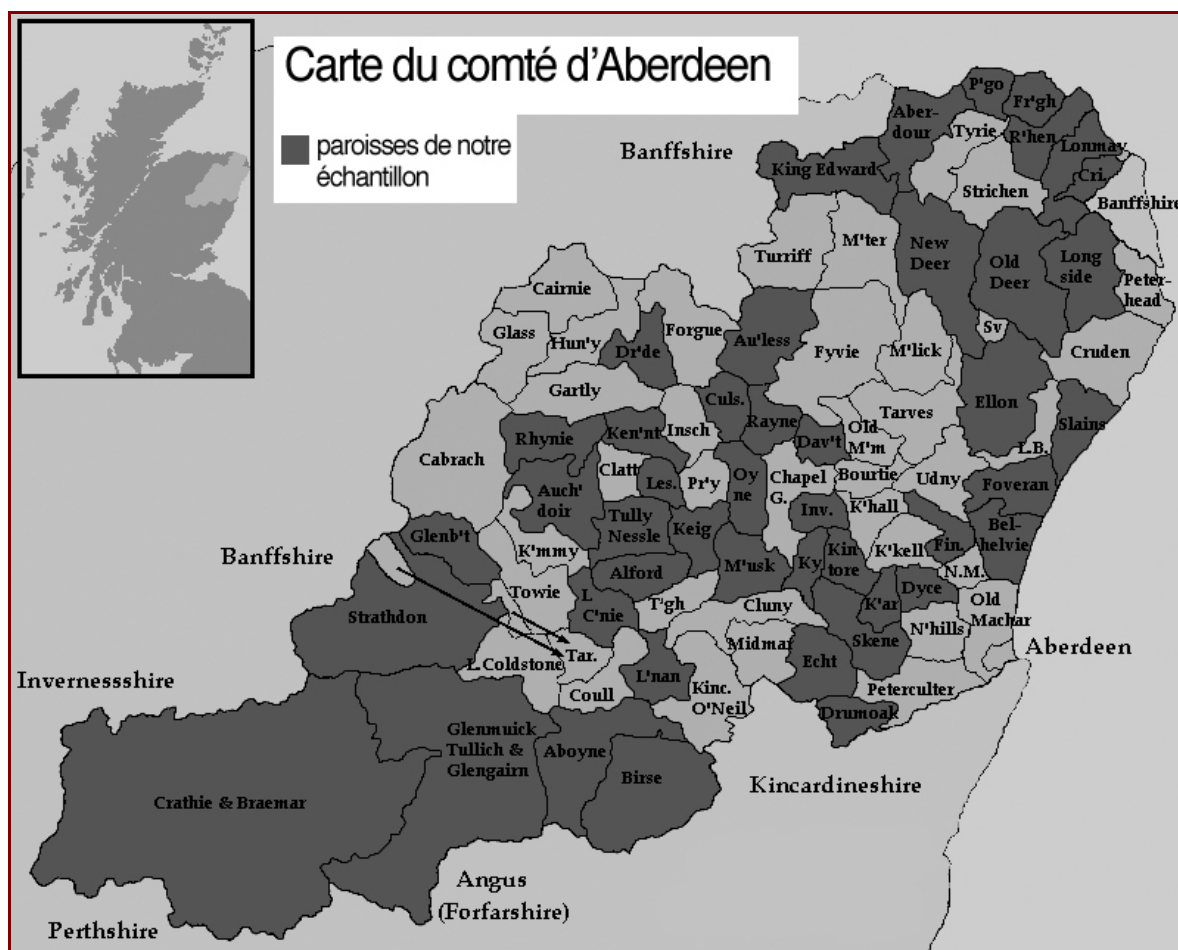 Carte du comté d'Aberdeen
paroisses de notre
échantillon
Banffshire
P'go
Fr'gh
Aber-
dour
Tyrie
R'hen
Lonmay
King Edward
Cri.
Strichen
Banffshire
Turriff
M'ter
New
Deer
Old
Deer
Long
side
Peter-
head
Cairnie
Glass
Hun'y
Forgue
Dr'de
Au'less
Fyvie
M'lick
Sv
Cruden
Gartly
Culs.
Rayne
Tarves
Ellon
Slains
Cabrach
Rhynie
Ken'nt
Insch
Dav't
Old
M'm
L.B.
Clatt
Les.
Pr'y
Oy
ne
Chapel
G.
Bourtie
Udny
Foveran
Auch'
doir
Tully
Nessle
Keig
Inv.
K'hall
Bel-
helvie
Banffshire
Glenb't
K'mmy
Alford
M'usk
Ky
Kin
tore
K'kell
Fin.
N.M.
Towie
L.
C'nie
T'gh
Cluny
K'ar
Dyce
Old
Machar
Strathdon
Tar.
Midmar
Skene
N'hills
Aberdeen
L.Coldstone
Coull
L'nan
Kinc.
O'Neil
Echt
Peterculter
Drumoak
Invernessshire
Glenmuick
Tullich &
Glengairn
Aboyne
Birse
Kincardineshire
Crathie & Braemar
Angus
(Forfarshire)
Perthshire